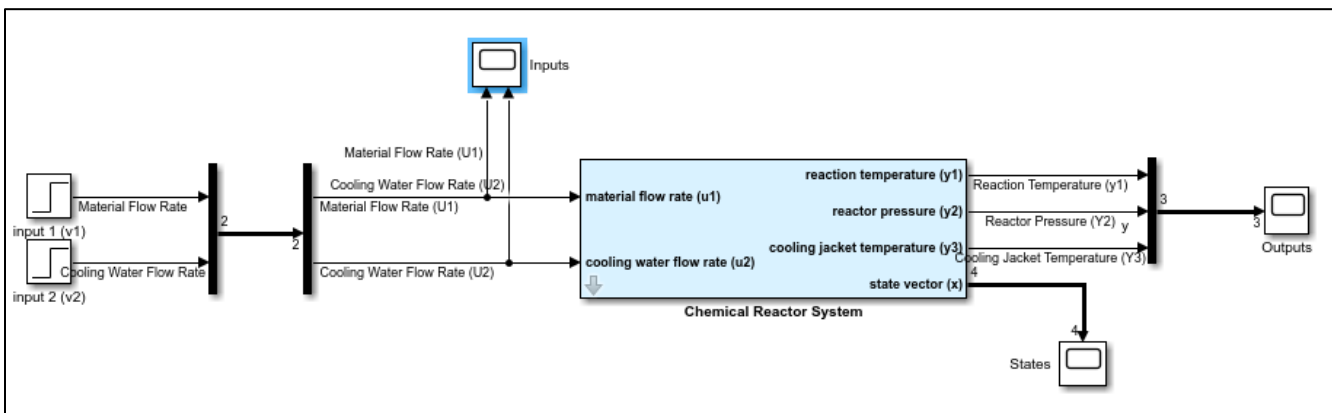 Inputs
Material Flow Rate (U1)
Cooling Water Flow Rate (U2)
Material Flow Rate (U1)
Cooling Water Flow Rate (U2)
Material Flow Rate
input 1 (v1)
Cooling Water Flow Rate
input 2 (v2)
2
2
material flow rate (u1)
cooling water flow rate (u2)
reaction temperature (y1)
reactor pressure (y2)
cooling jacket temperature (y3)
state vector (x)
Chemical Reactor System
Reaction Temperature (y1)
Reactor Pressure (Y2)
y
Cooling Jacket Temperature (Y3)
4
3
3
Outputs
4
States